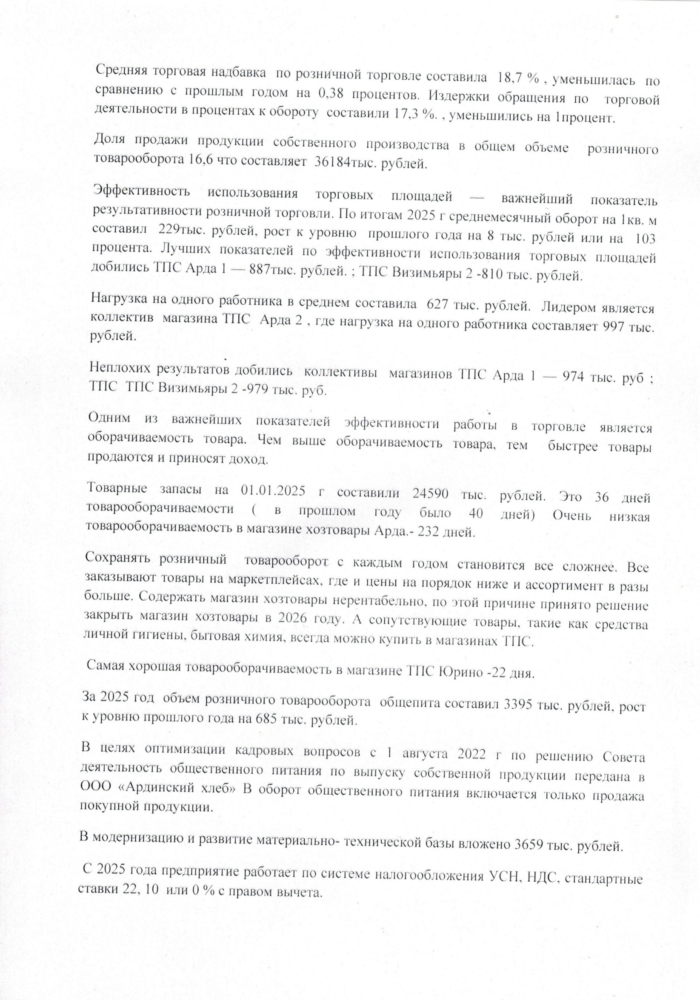 Средняя торговая надбавка по розничной торговле составила 18,7 % , уменьшилась по
сравнению с прошлым годом на 0,38 процентов. Издержки обращения по торговой
деятельности в процентах к обороту составили 17,3 %. , уменьшились на 1процент.
Доля продажи продукции собственного производства в общем объеме розничного
товарооборота 16,6 что составляет 36184тыс. рублей.
Эффективность использования торговых площадей — важнейший показатель
результативности розничной торговли. По итогам 2025 г среднемесячный оборот на 1кв. м
составил 229тыс. рублей, рост к уровню прошлого года на 8 тыс. рублей или на 103
процента. Лучших показателей по эффективности использования торговых площадей
добились ТПС Арда 1 — 887тыс. рублей. ; ТПС Визимьяры 2 -810 тыс. рублей.
Нагрузка на одного работника в среднем составила 627 тыс. рублей. Лидером является
коллектив магазина ТПС Арда 2 , где нагрузка на одного работника составляет 997 тыс.
рублей.
Неплохих результатов добились коллективы магазинов ТПС Арда 1 — 974 тыс. руб ;
ТПС ТПС Визимьяры 2 -979 тыс. руб.
Одним из важнейших показателей эффективности работы в торговле является
оборачиваемость товара. Чем выше оборачиваемость товара, тем быстрее товары
продаются и приносят доход.
Товарные запасы на 01.01.2025 г составили 24590 тыс. рублей. Это 36 дней
товарооборачиваемости ( в прошлом году было 40 дней) Очень низкая
товарооборачиваемость в магазине хозтовары Арда.- 232 дней.
Сохранять розничный товарооборот с каждым годом становится все сложнее. Все
заказывают товары на маркетплейсах, где и цены на порядок ниже и ассортимент в разы
больше. Содержать магазин хозтовары нерентабельно, по этой причине принято решение
закрыть магазин хозтовары в 2026 году. А сопутствующие товары, такие как средства
личной гигиены, бытовая химия, всегда можно купить в магазинах ТПС.
Самая хорошая товарооборачиваемость в магазине ТПС Юрино -22 дня.
За 2025 год объем розничного товарооборота общепита составил 3395 тыс. рублей, рост
к уровню прошлого года на 685 тыс. рублей.
В целях оптимизации кадровых вопросов с 1 августа 2022 г по решению Совета
деятельность общественного питания по выпуску собственной продукции передана в
ООО «Ардинский хлеб» В оборот общественного питания включается только продажа
покупной продукции.
В модернизацию и развитие материально- технической базы вложено 3659 тыс. рублей.
С 2025 года предприятие работает по системе налогообложения УСН, НДС, стандартные
ставки 22, 10 или 0 % с правом вычета.